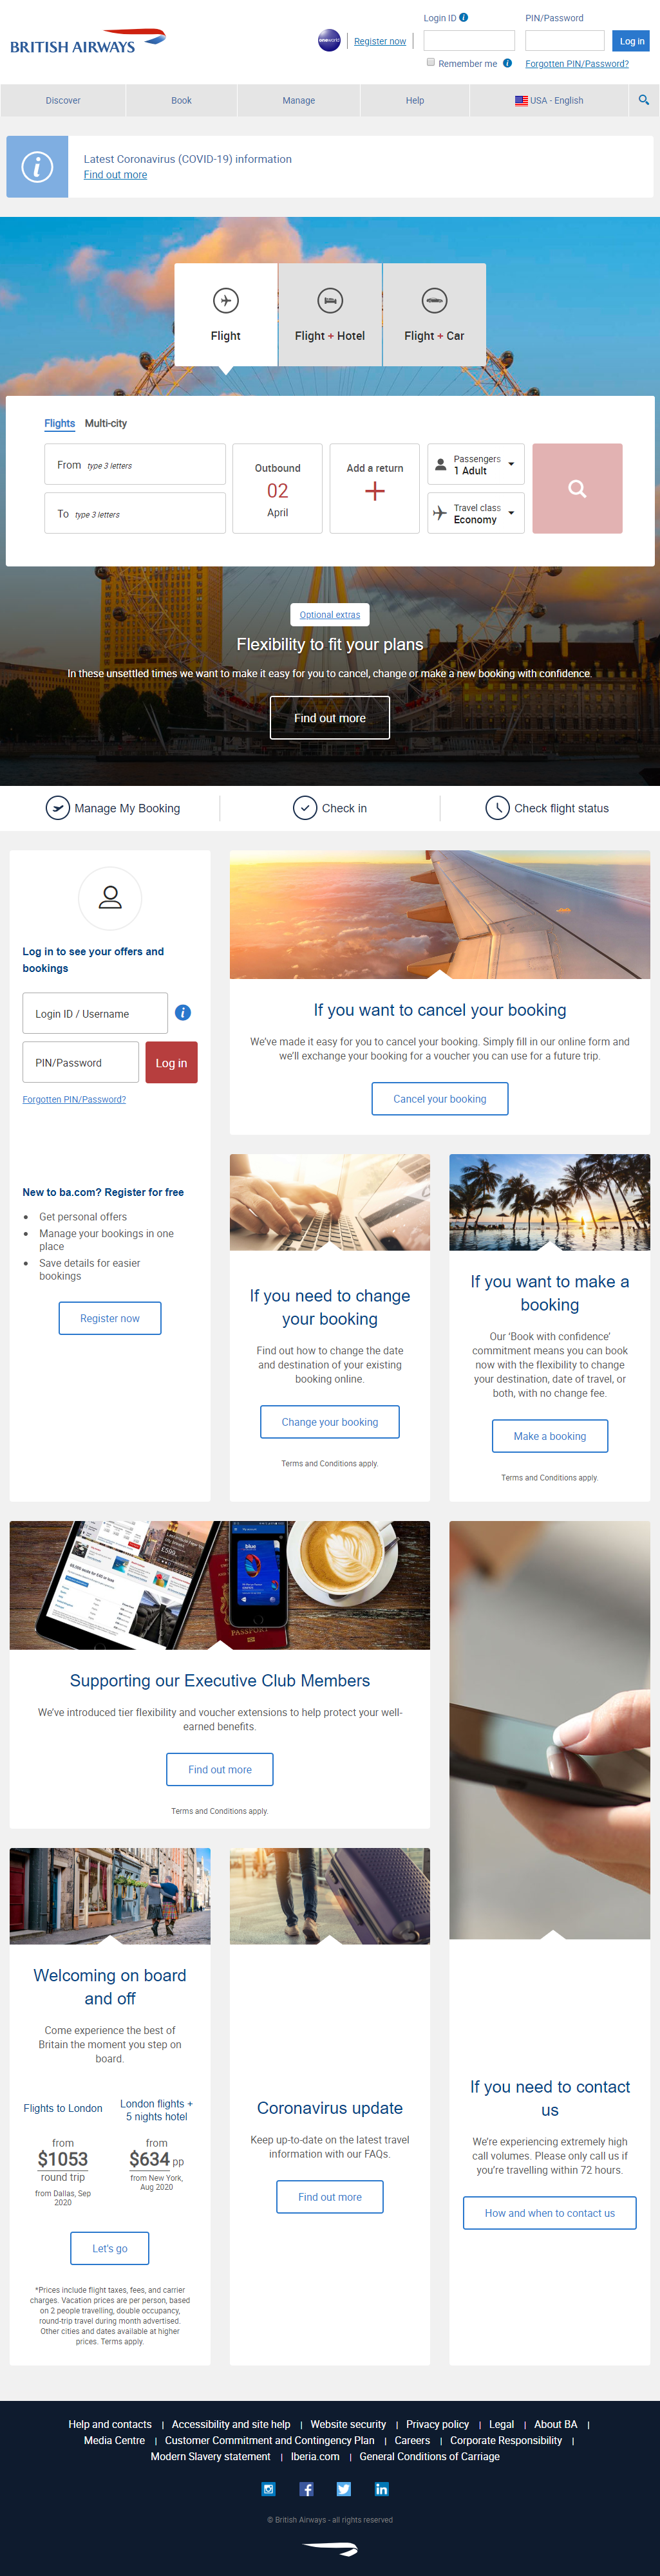 BRITISH AIRWAYS
oneworld
Register now
Login ID
PIN/Password
Log in
Remember me
Forgotten PIN/Password?
Discover
Book
Manage
Help
USA - English
Latest Coronavirus (COVID-19) information
Find out more
Flight
Flight + Hotel
Flight + Car
Flights
Multi-city
From type 3 letters
To type 3 letters
Outbound
02
April
Add a return
Passengers
1 Adult
Travel class
Economy
Optional extras
Flexibility to fit your plans
In these unsettled times we want to make it easy for you to cancel, change or make a new booking with confidence.
Find out more
Manage My Booking
Check in
Check flight status
Log in to see your offers and
bookings
Login ID / Username
PIN/Password
Log in
Forgotten PIN/Password?
New to ba.com? Register for free
• Get personal offers
• Manage your bookings in one
place
• Save details for easier
bookings
Register now
If you want to cancel your booking
We've made it easy for you to cancel your booking. Simply fill in our online form and
we'll exchange your booking for a voucher you can use for a future trip.
Cancel your booking
If you need to change
your booking
Find out how to change the date
and destination of your existing
booking online.
Change your booking
Terms and Conditions apply.
If you want to make a
booking
Our 'Book with confidence'
commitment means you can book
now with the flexibility to change
your destination, date of travel, or
both, with no change fee.
Make a booking
Terms and Conditions apply.
blue
PASSPORT
Supporting our Executive Club Members
We've introduced tier flexibility and voucher extensions to help protect your well-
earned benefits.
Find out more
Terms and Conditions apply.
Welcoming on board
and off
Come experience the best of
Britain the moment you step on
board.
Flights to London
from
$1053
round trip
from Dallas, Sep
2020
London flights +
5 nights hotel
from
$634 pp
from New York,
Aug 2020
Let's go
*Prices include flight taxes, fees, and carrier
charges. Vacation prices are per person, based
on 2 people travelling, double occupancy,
round-trip travel during month advertised.
Other cities and dates available at higher
prices. Terms apply.
Coronavirus update
Keep up-to-date on the latest travel
information with our FAQs.
Find out more
If you need to contact
us
We're experiencing extremely high
call volumes. Please only call us if
you're travelling within 72 hours.
How and when to contact us
Help and contacts | Accessibility and site help | Website security | Privacy policy | Legal | About BA |
Media Centre | Customer Commitment and Contingency Plan | Careers | Corporate Responsibility |
Modern Slavery statement | Iberia.com | General Conditions of Carriage
© British Airways - all rights reserved